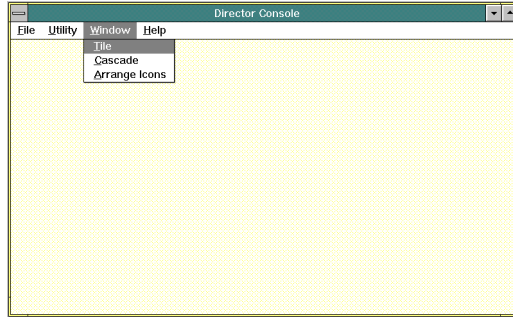 Director Console
File Utility Window Help
Tile
Cascade
Arrange Icons